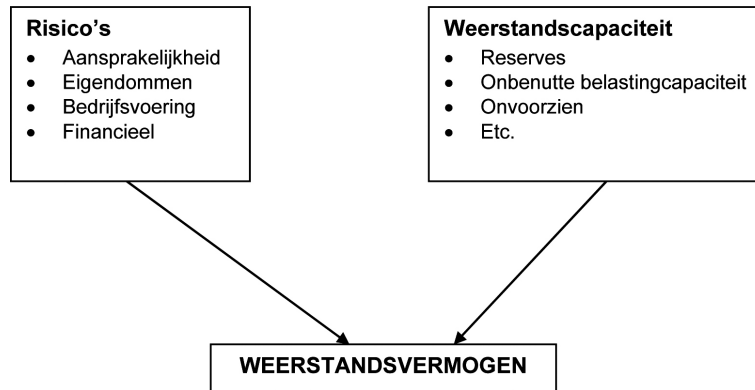 Risico's
• Aansprakelijkheid
• Eigendommen
• Bedrijfsvoering
• Financieel
Weerstandscapaciteit
• Reserves
• Onbenutte belastingcapaciteit
• Onvoorzien
• Etc.
WEERSTANDSVERMOGEN